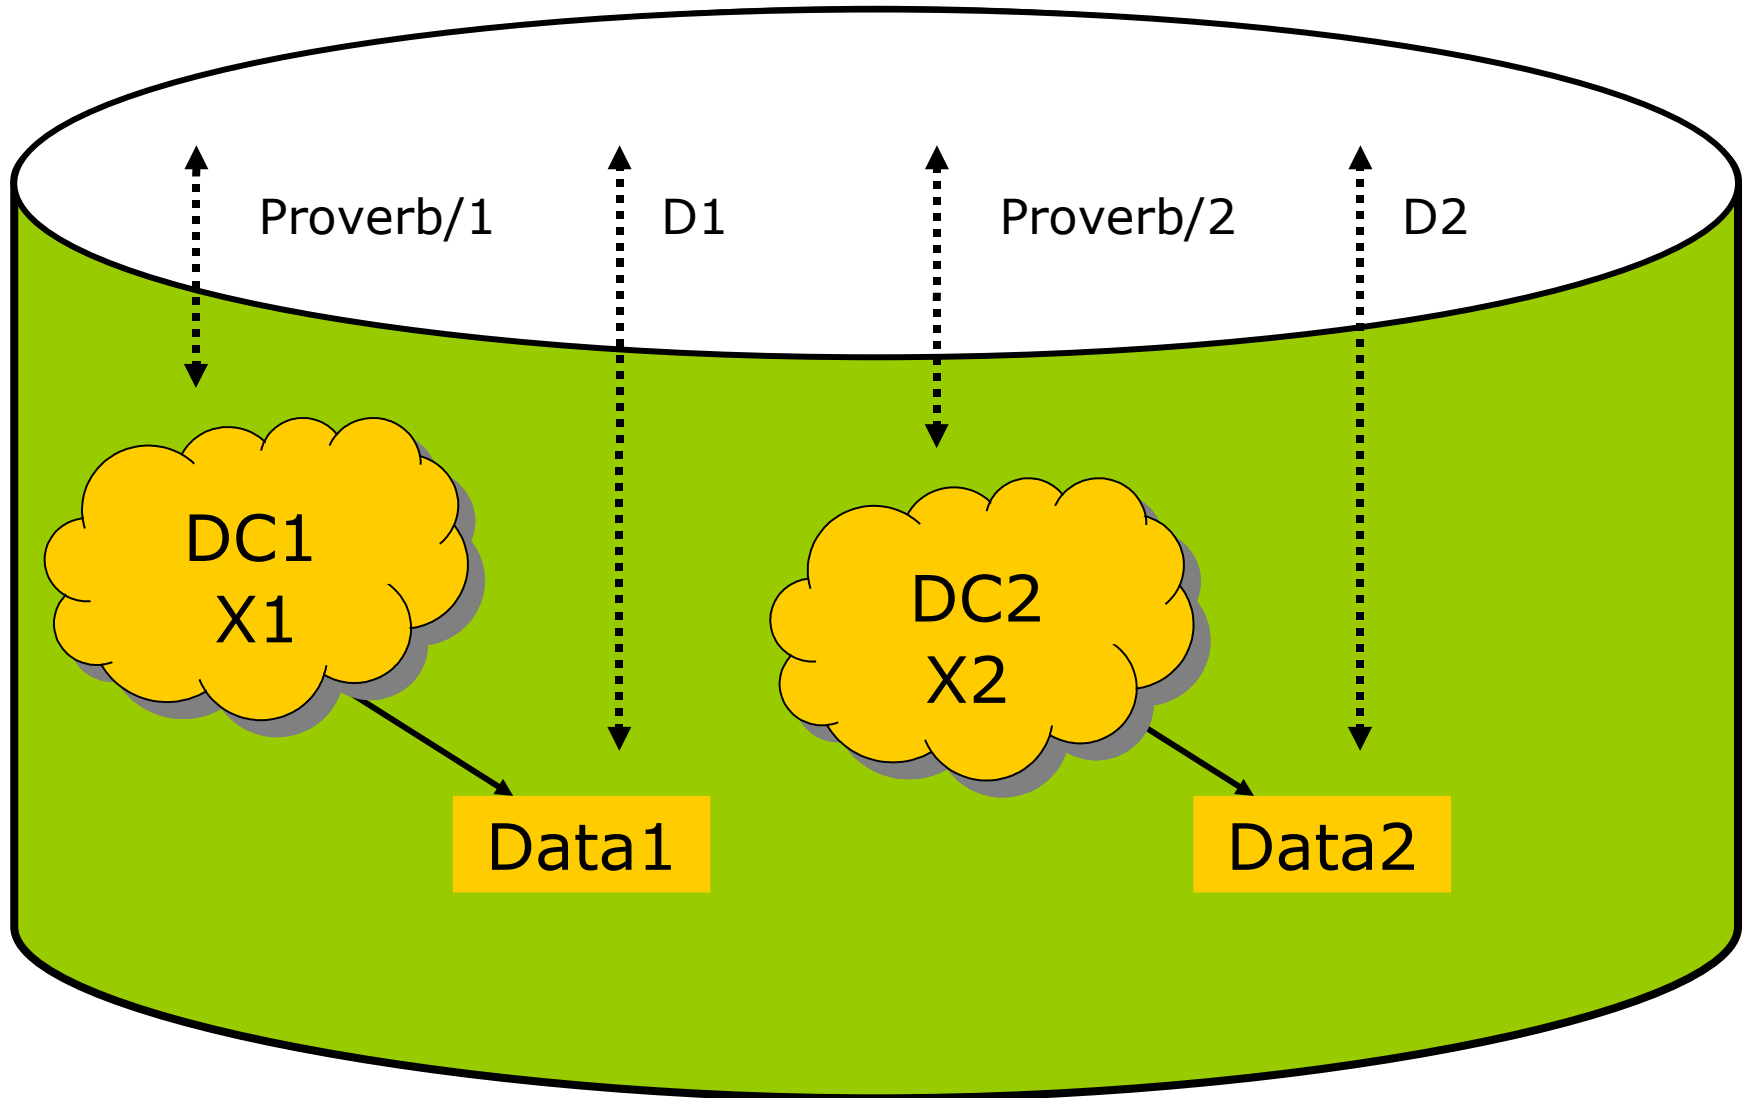 Proverb/1
D1
Proverb/2
D2
DC1
X1
DC2
X2
Data1
Data2